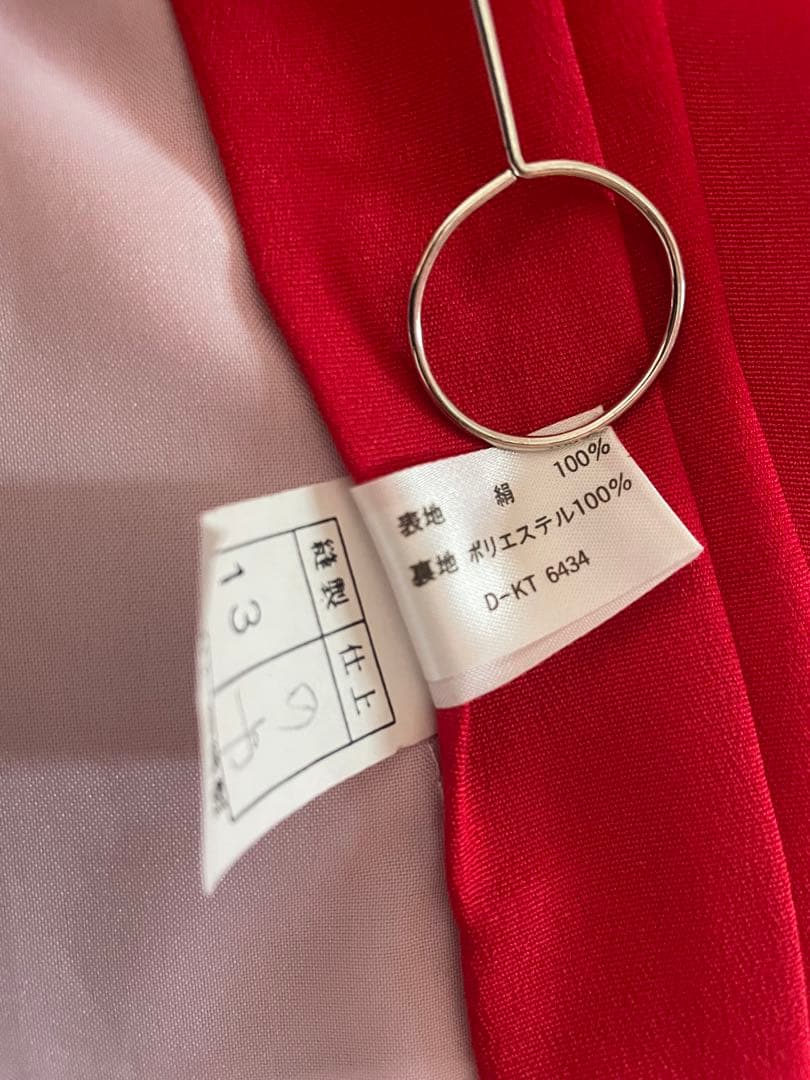 表地 絹 100%
裏地 ポリエステル100%
D-KT 6434
縫製 仕上
13